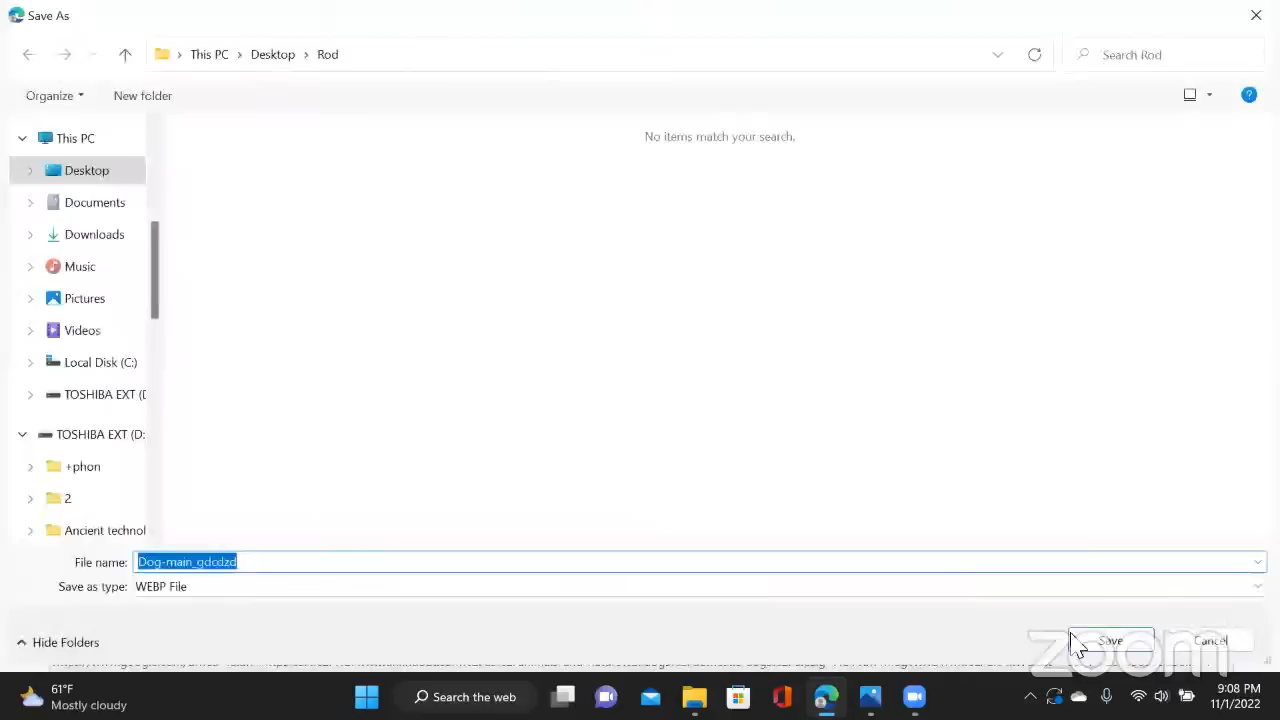 Save As
This PC > Desktop > Rod
Search Rod
Organize
New folder
No items match your search.
This PC
Desktop
Documents
Downloads
Music
Pictures
Videos
Local Disk (C:)
TOSHIBA EXT (D
TOSHIBA EXT (D:
+phon
2
Ancient technol
File name: Dog-main_gdcdzd
Save as type: WEBP File
Hide Folders
Save
Cancel
zoom
61°F
Mostly cloudy
Search the web
9:08 PM
11/1/2022